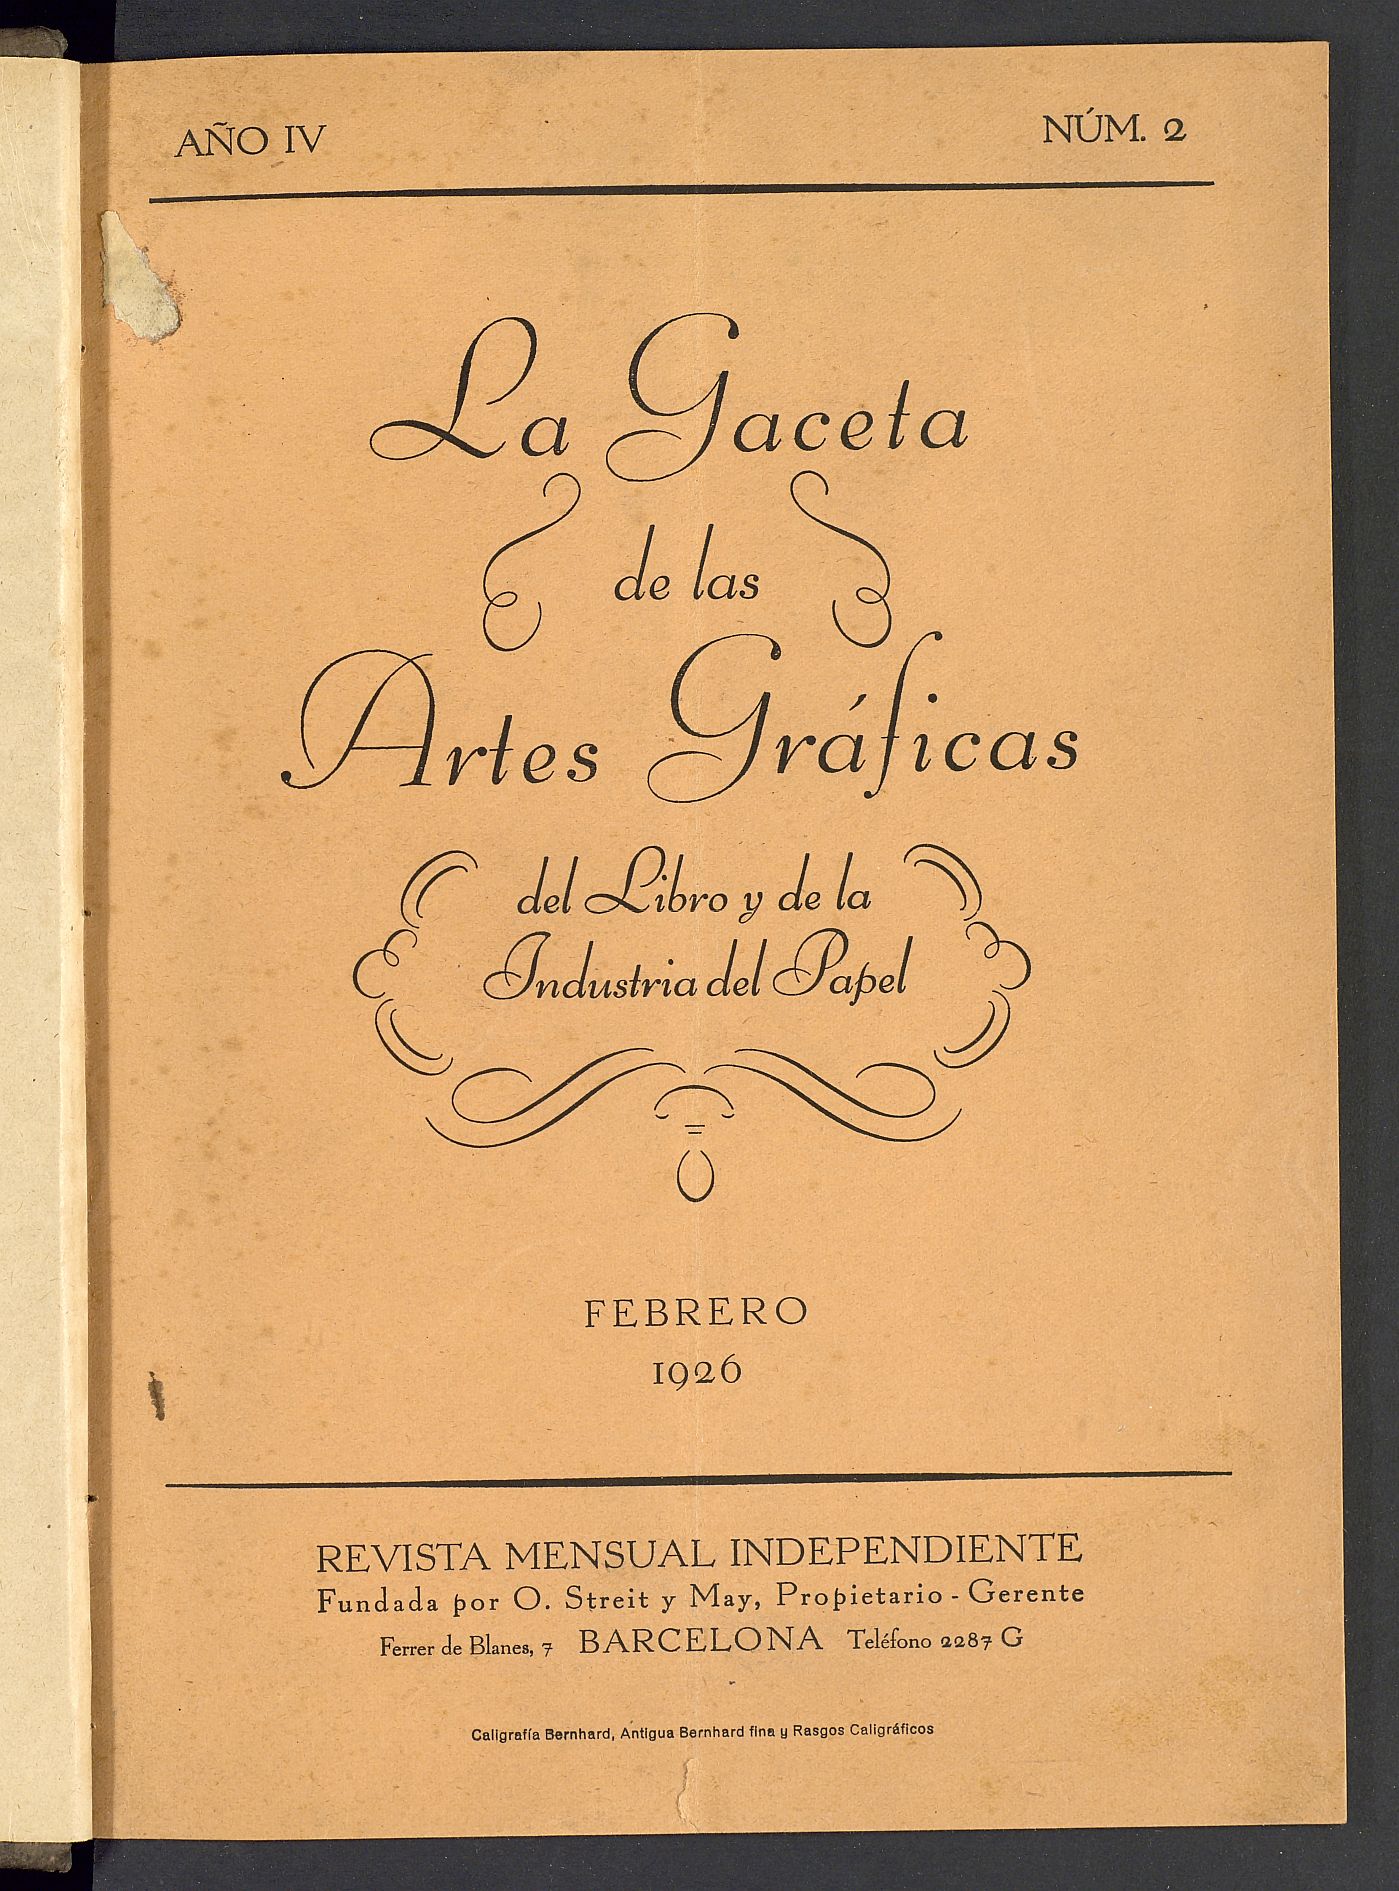 AÑO IV NÚM. 2
La Gaceta
de las
Artes Gráficas
del Libro y de la
Industria del Papel
FEBRERO
1926
REVISTA MENSUAL INDEPENDIENTE
Fundada por O. Streit y May, Propietario - Gerente
Ferrer de Blanes, 7 BARCELONA Teléfono 2287 G
Caligrafía Bernhard, Antigua Bernhard fina y Rasgos Caligráficos